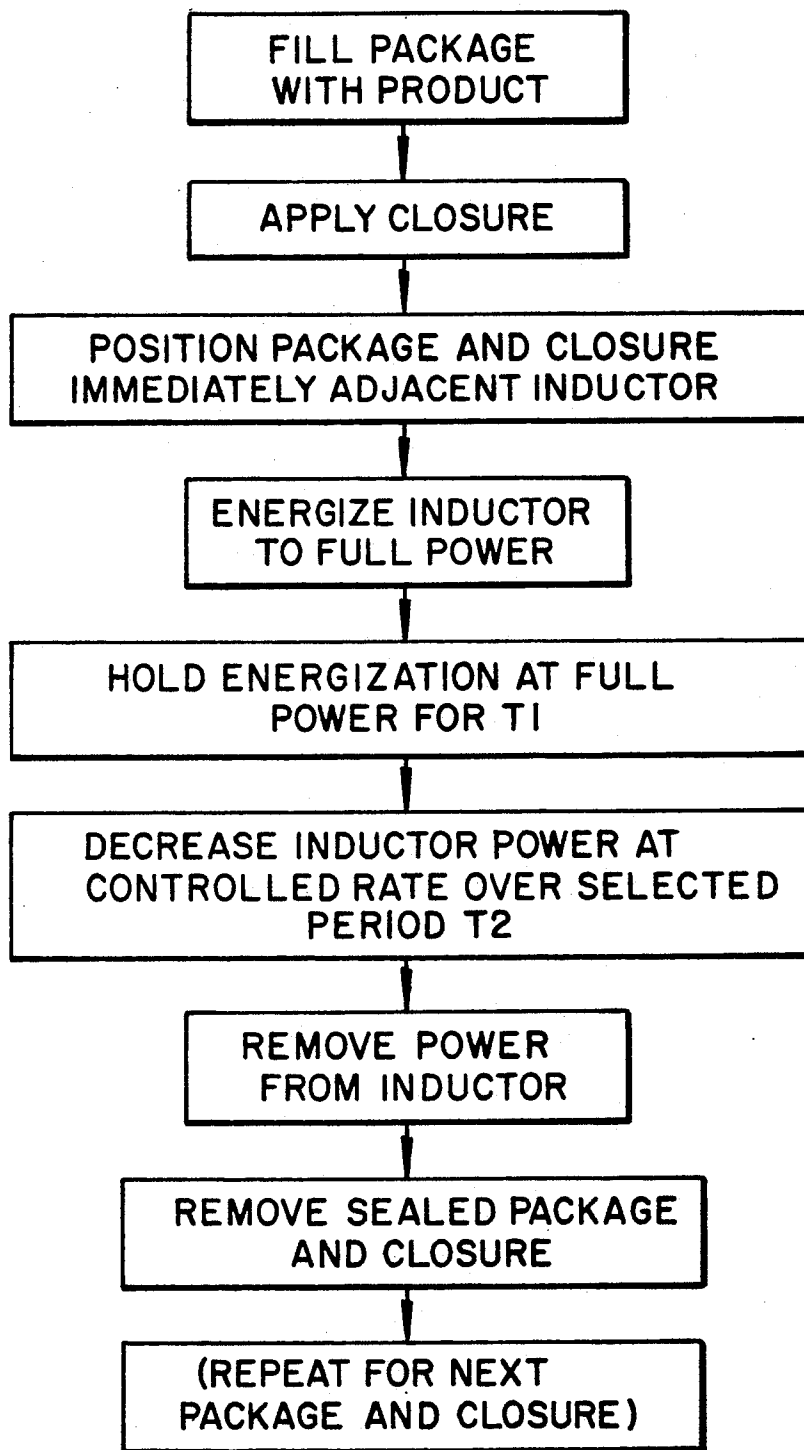 FILL PACKAGE
WITH PRODUCT
APPLY CLOSURE
POSITION PACKAGE AND CLOSURE
IMMEDIATELY ADJACENT INDUCTOR
ENERGIZE INDUCTOR
TO FULL POWER
HOLD ENERGIZATION AT FULL
POWER FOR T1
DECREASE INDUCTOR POWER AT
CONTROLLED RATE OVER SELECTED
PERIOD T2
REMOVE POWER
FROM INDUCTOR
REMOVE SEALED PACKAGE
AND CLOSURE
(REPEAT FOR NEXT
PACKAGE AND CLOSURE)